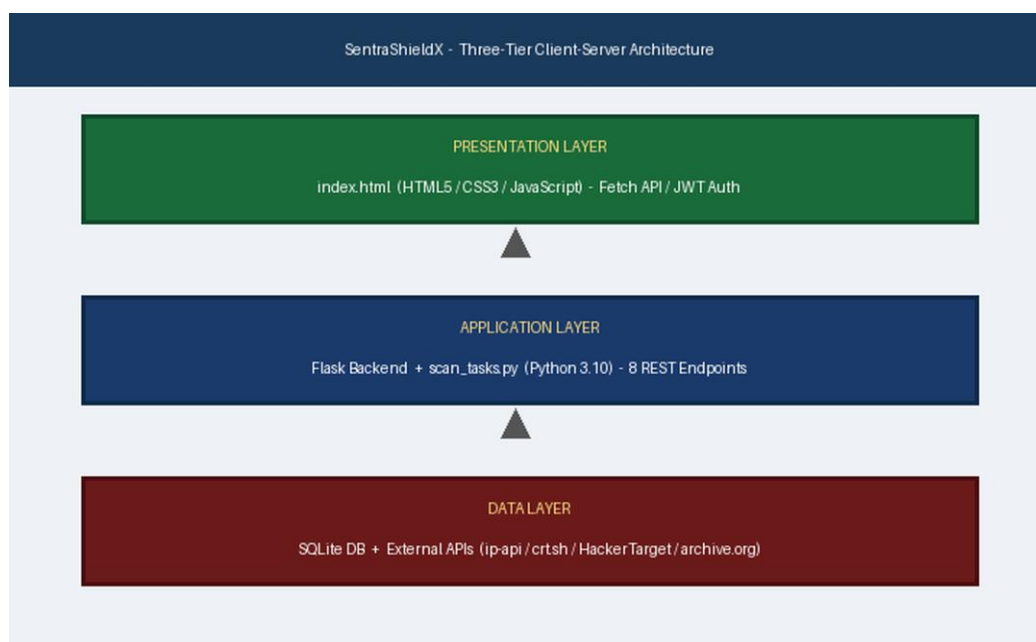 SentraShieldX - Three-Tier Client-Server Architecture
PRESENTATION LAYER
index.html (HTML5 / CSS3 / JavaScript) - Fetch API / JWT Auth
APPLICATION LAYER
Flask Backend + scan_tasks.py (Python 3.10) - 8 REST Endpoints
DATA LAYER
SQLite DB + External APIs (ip-api / crt.sh / HackerTarget / archive.org)